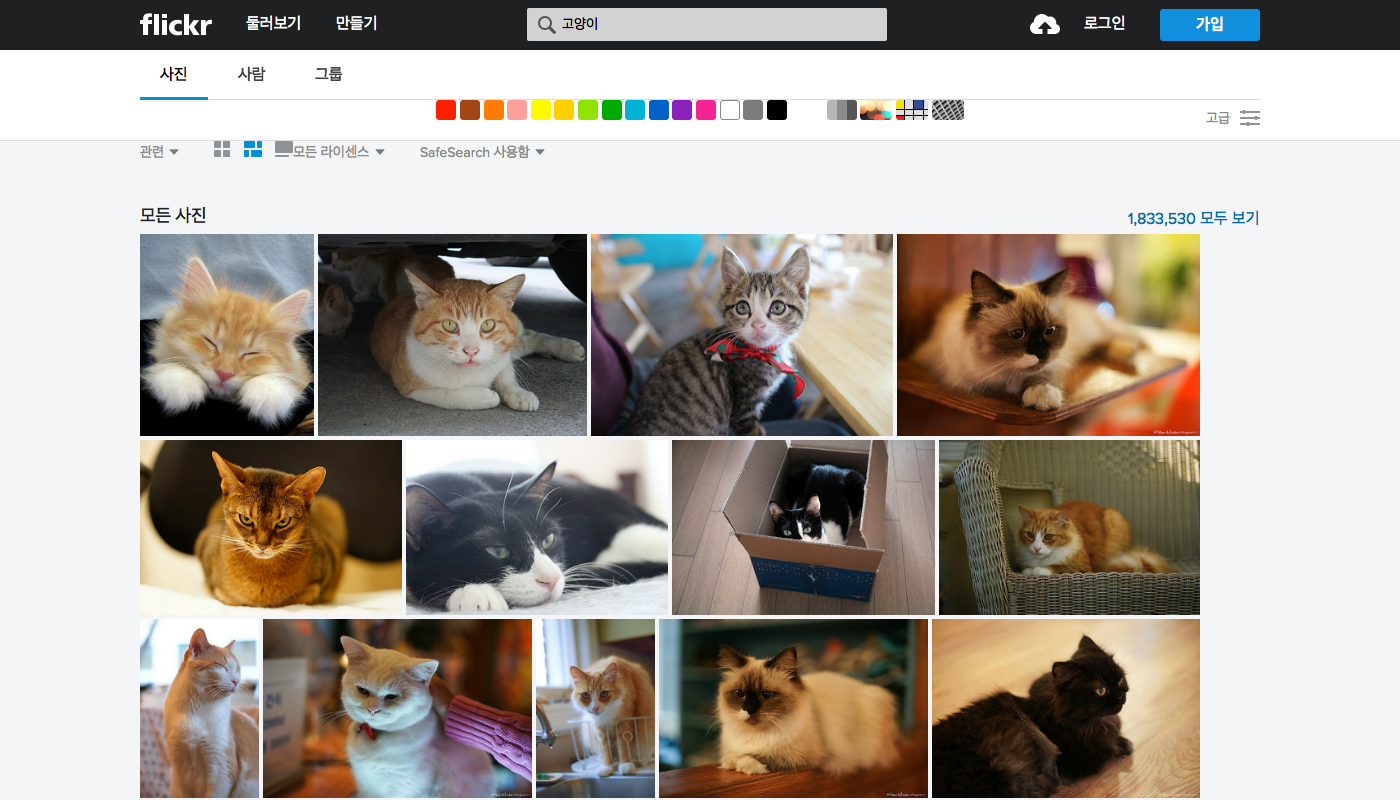 flickr 둘러보기 만들기 고양이 로그인 가입
사진 사람 그룹
고급
관련 모든 라이센스 SafeSearch 사용함
모든 사진 1,833,530 모두 보기